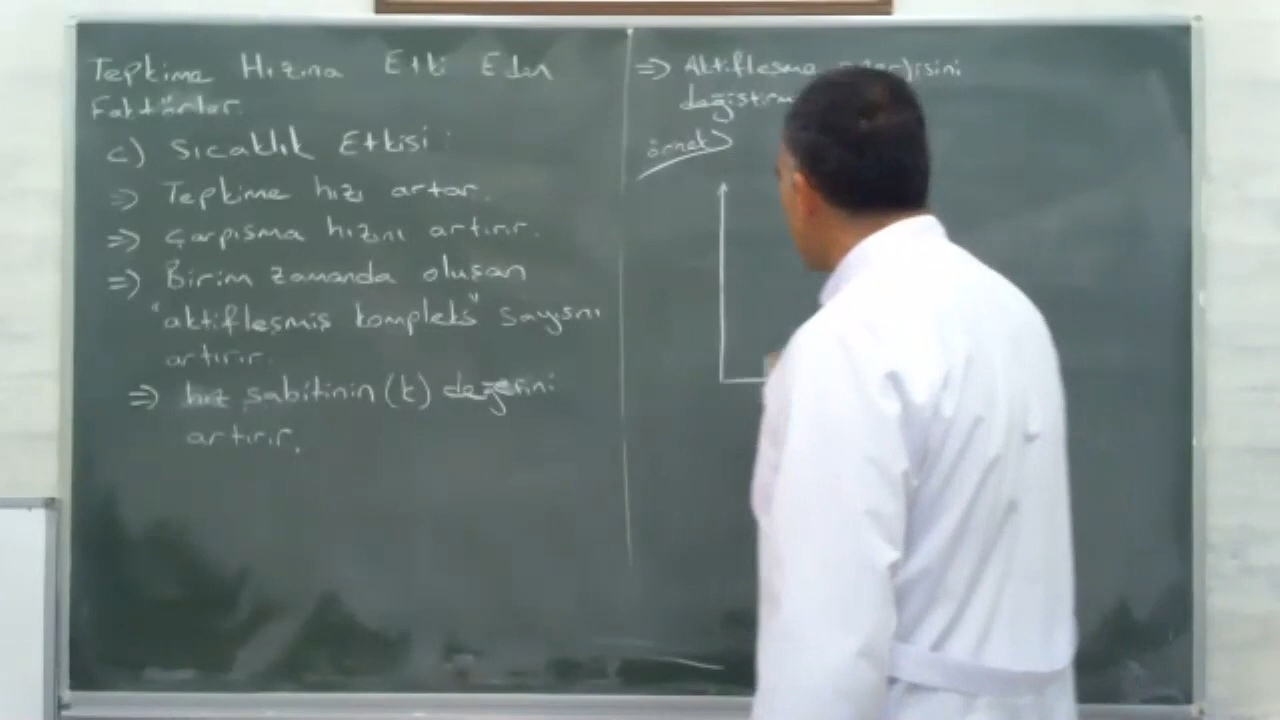 Tepkime Hızına Etki Eden
Faktörler.
c) Sıcaklık Etkisi:
⇒ Tepkime hızı artar.
⇒ Çarpışma hızını artırır.
⇒ Birim zamanda oluşan
"aktifleşmiş kompleks" sayısnı
artırır.
⇒ hız sabitinin (k) değerini
artırır.
⇒ Aktifleşme
örnek